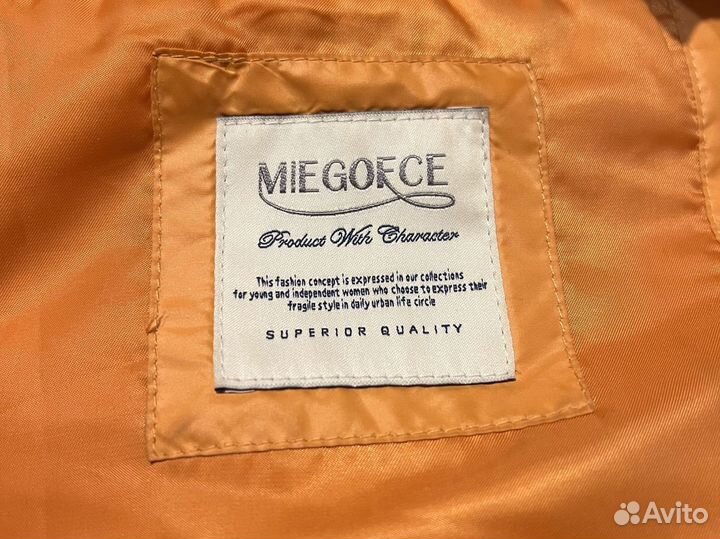 MIEGOFCE
Product With Character
This fashion concept is expressed in our collections
for young and independent women who choose to express their
fragile style in daily urban life circle
SUPERIOR QUALITY
Avito